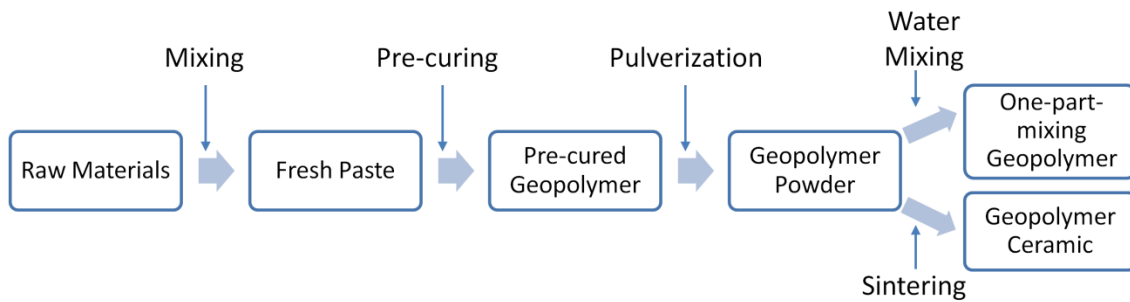 Mixing
Pre-curing
Pulverization
Water
Mixing
Raw Materials
Fresh Paste
Pre-cured
Geopolymer
Geopolymer
Powder
One-part-
mixing
Geopolymer
Geopolymer
Ceramic
Sintering